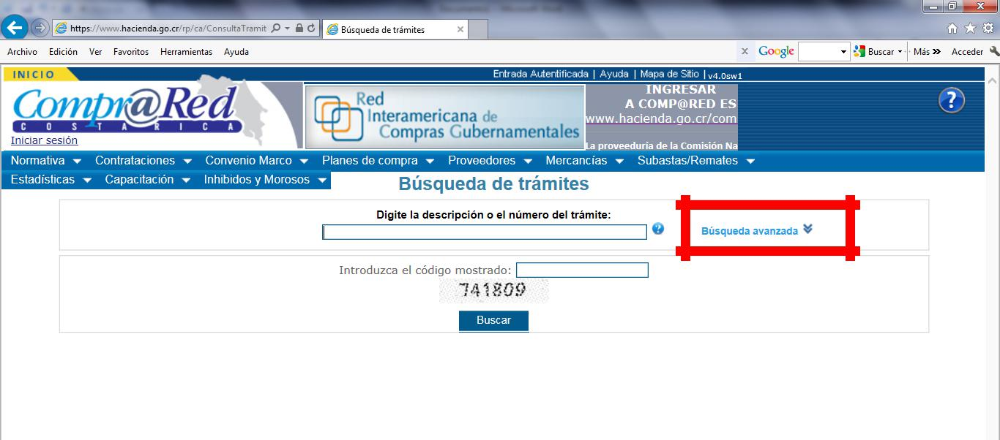 https://www.hacienda.go.cr/rp/ca/ConsultaTramit
Búsqueda de trámites
Archivo Edición Ver Favoritos Herramientas Ayuda
Google Buscar Más Acceder
INICIO
Entrada Autentificada | Ayuda | Mapa de Sitio | v4.0sw1
Compr@Red
COSTA RICA
Iniciar sesión
Red
Interamericana de
Compras Gubernamentales
INGRESAR
A COMP@RED ES
www.hacienda.go.cr/com
La proveeduría de la Comisión Na
Normativa Contrataciones Convenio Marco Planes de compra Proveedores Mercancías Subastas/Remates
Estadísticas Capacitación Inhibidos y Morosos
Búsqueda de trámites
Digite la descripción o el número del trámite:
Búsqueda avanzada
Introduzca el código mostrado:
741809
Buscar